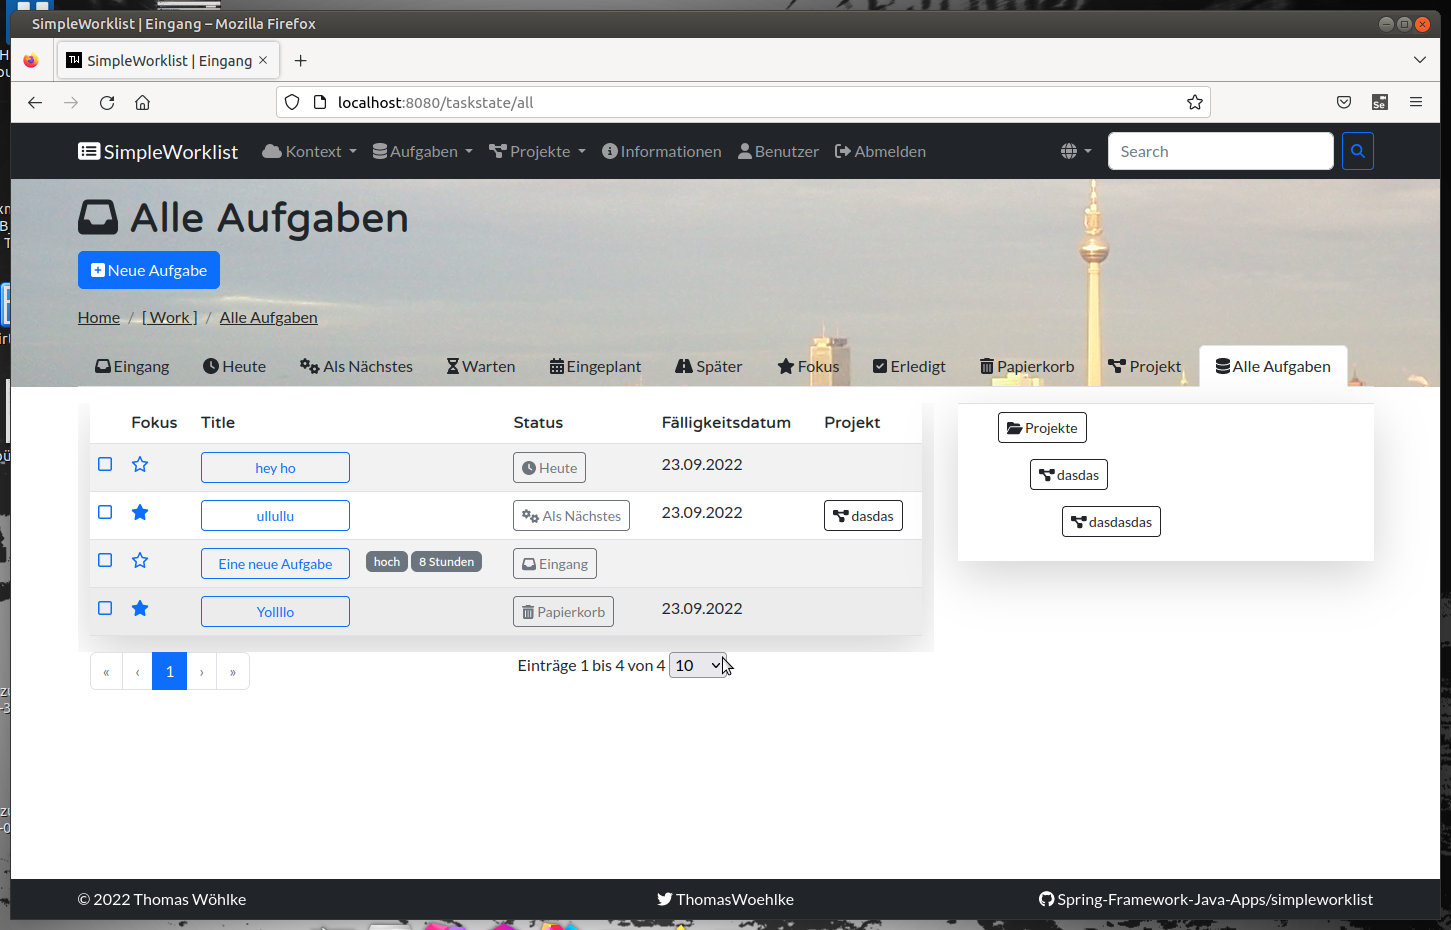 SimpleWorklist | Eingang – Mozilla Firefox
SimpleWorklist | Eingang
localhost:8080/taskstate/all
Se
SimpleWorklist Kontext Aufgaben Projekte Informationen Benutzer Abmelden Search
Alle Aufgaben
Neue Aufgabe
Home / [ Work ] / Alle Aufgaben
Eingang Heute Als Nächstes Warten Eingeplant Später Fokus Erledigt Papierkorb Projekt Alle Aufgaben
Fokus Title Status Fälligkeitsdatum Projekt
hey ho Heute 23.09.2022
ullullu Als Nächstes 23.09.2022 dasdas
Eine neue Aufgabe hoch 8 Stunden Eingang
Yollllo Papierkorb 23.09.2022
Projekte
dasdas
dasdasdas
« ‹ 1 › » Einträge 1 bis 4 von 4 10
© 2022 Thomas Wöhlke ThomasWoehlke Spring-Framework-Java-Apps/simpleworklist